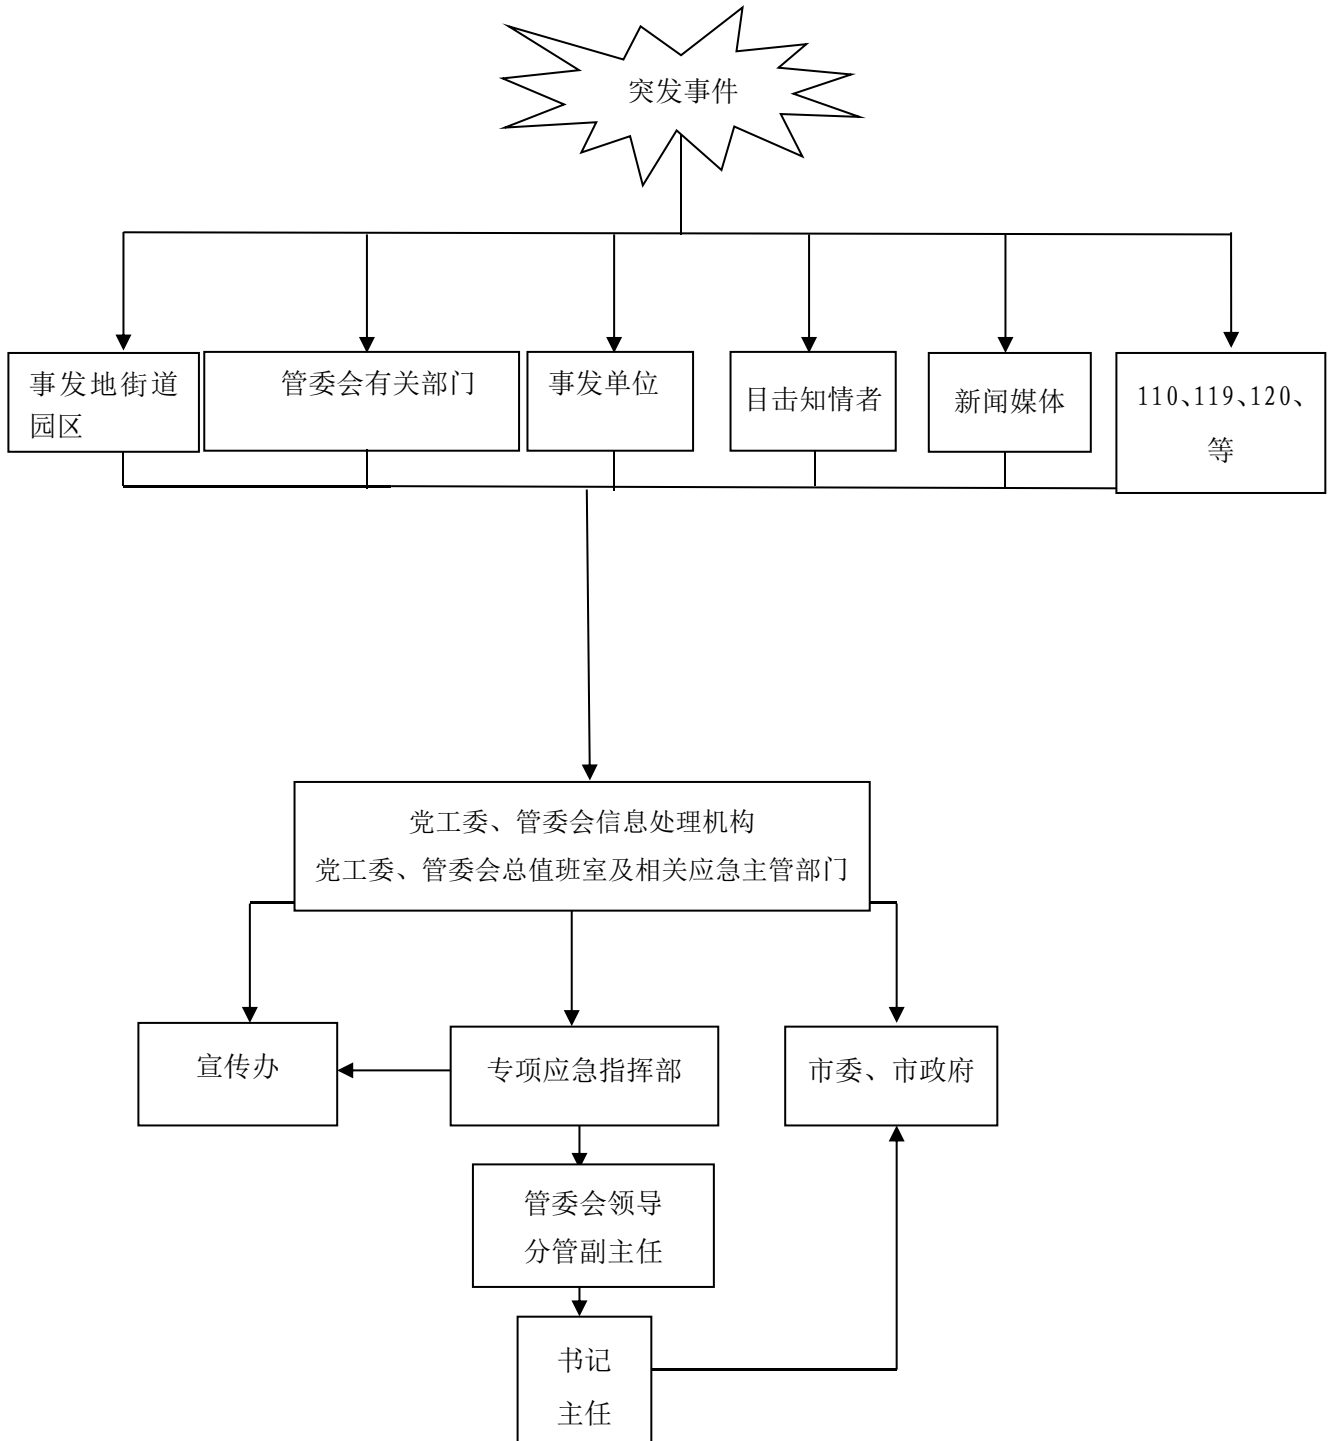 突发事件
事发地街道
园区
管委会有关部门
事发单位
目击知情者
新闻媒体
110、119、120、
等
党工委、管委会信息处理机构
党工委、管委会总值班室及相关应急主管部门
宣传办
专项应急指挥部
市委、市政府
管委会领导
分管副主任
书记
主任